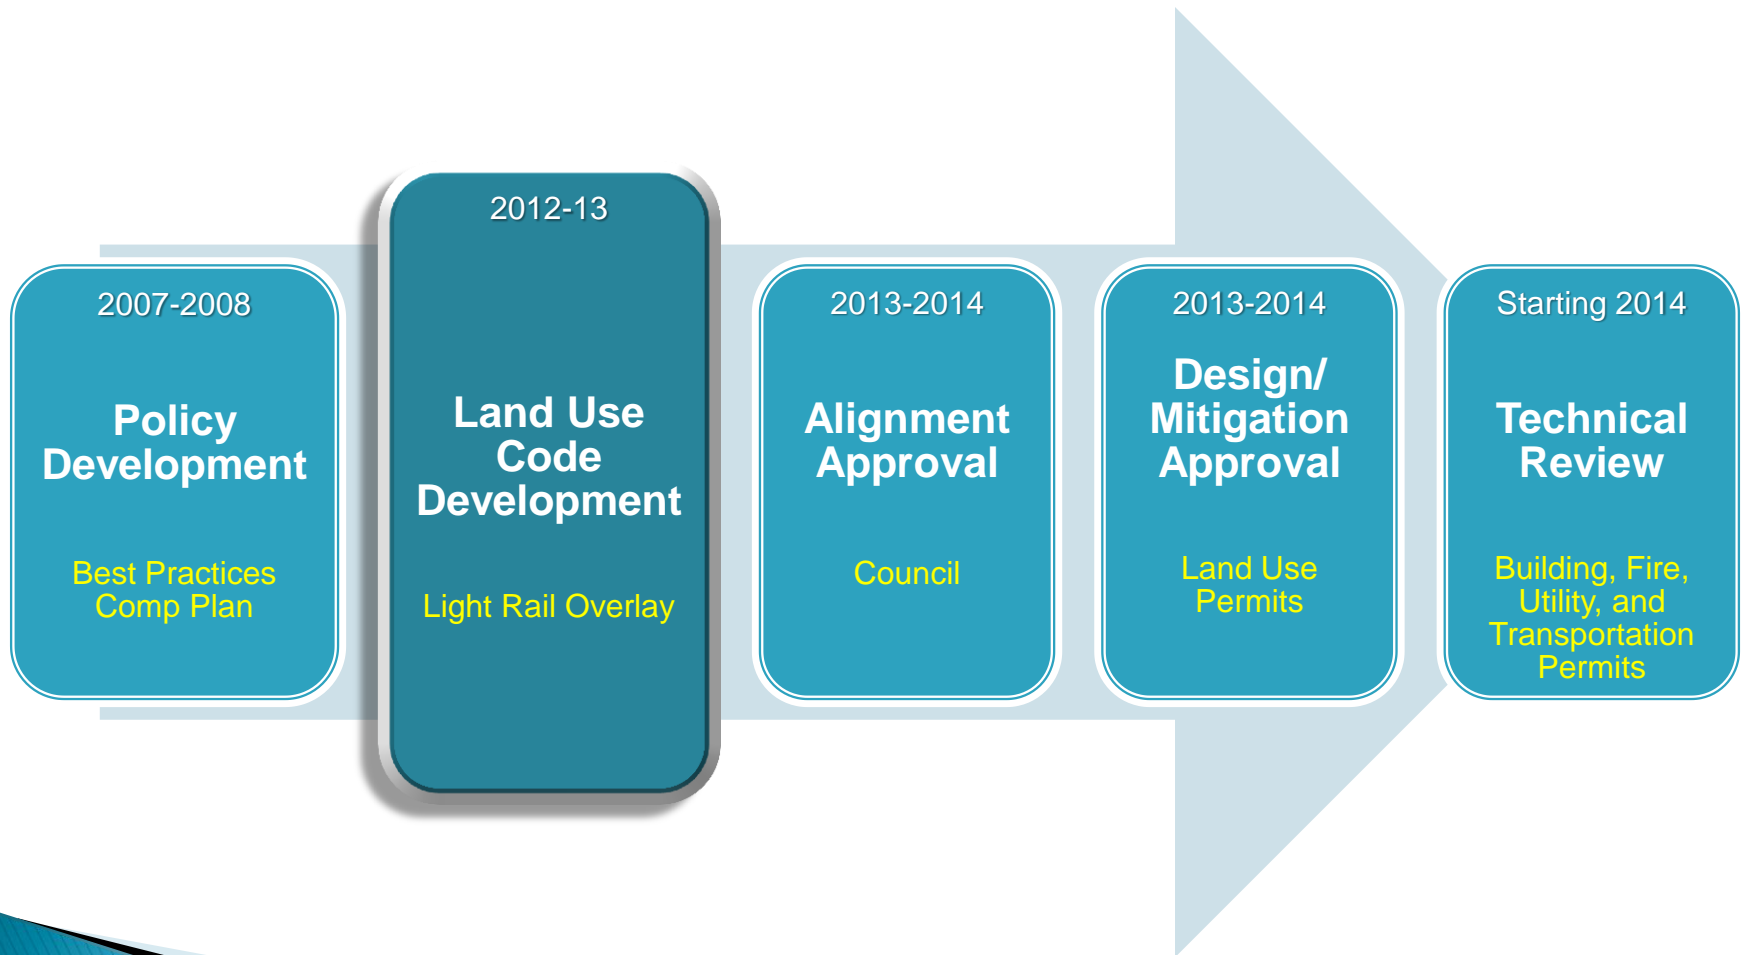 2007-2008
Policy
Development
Best Practices
Comp Plan
2012-13
Land Use
Code
Development
Light Rail Overlay
2013-2014
Alignment
Approval
Council
2013-2014
Design/
Mitigation
Approval
Land Use
Permits
Starting 2014
Technical
Review
Building, Fire,
Utility, and
Transportation
Permits